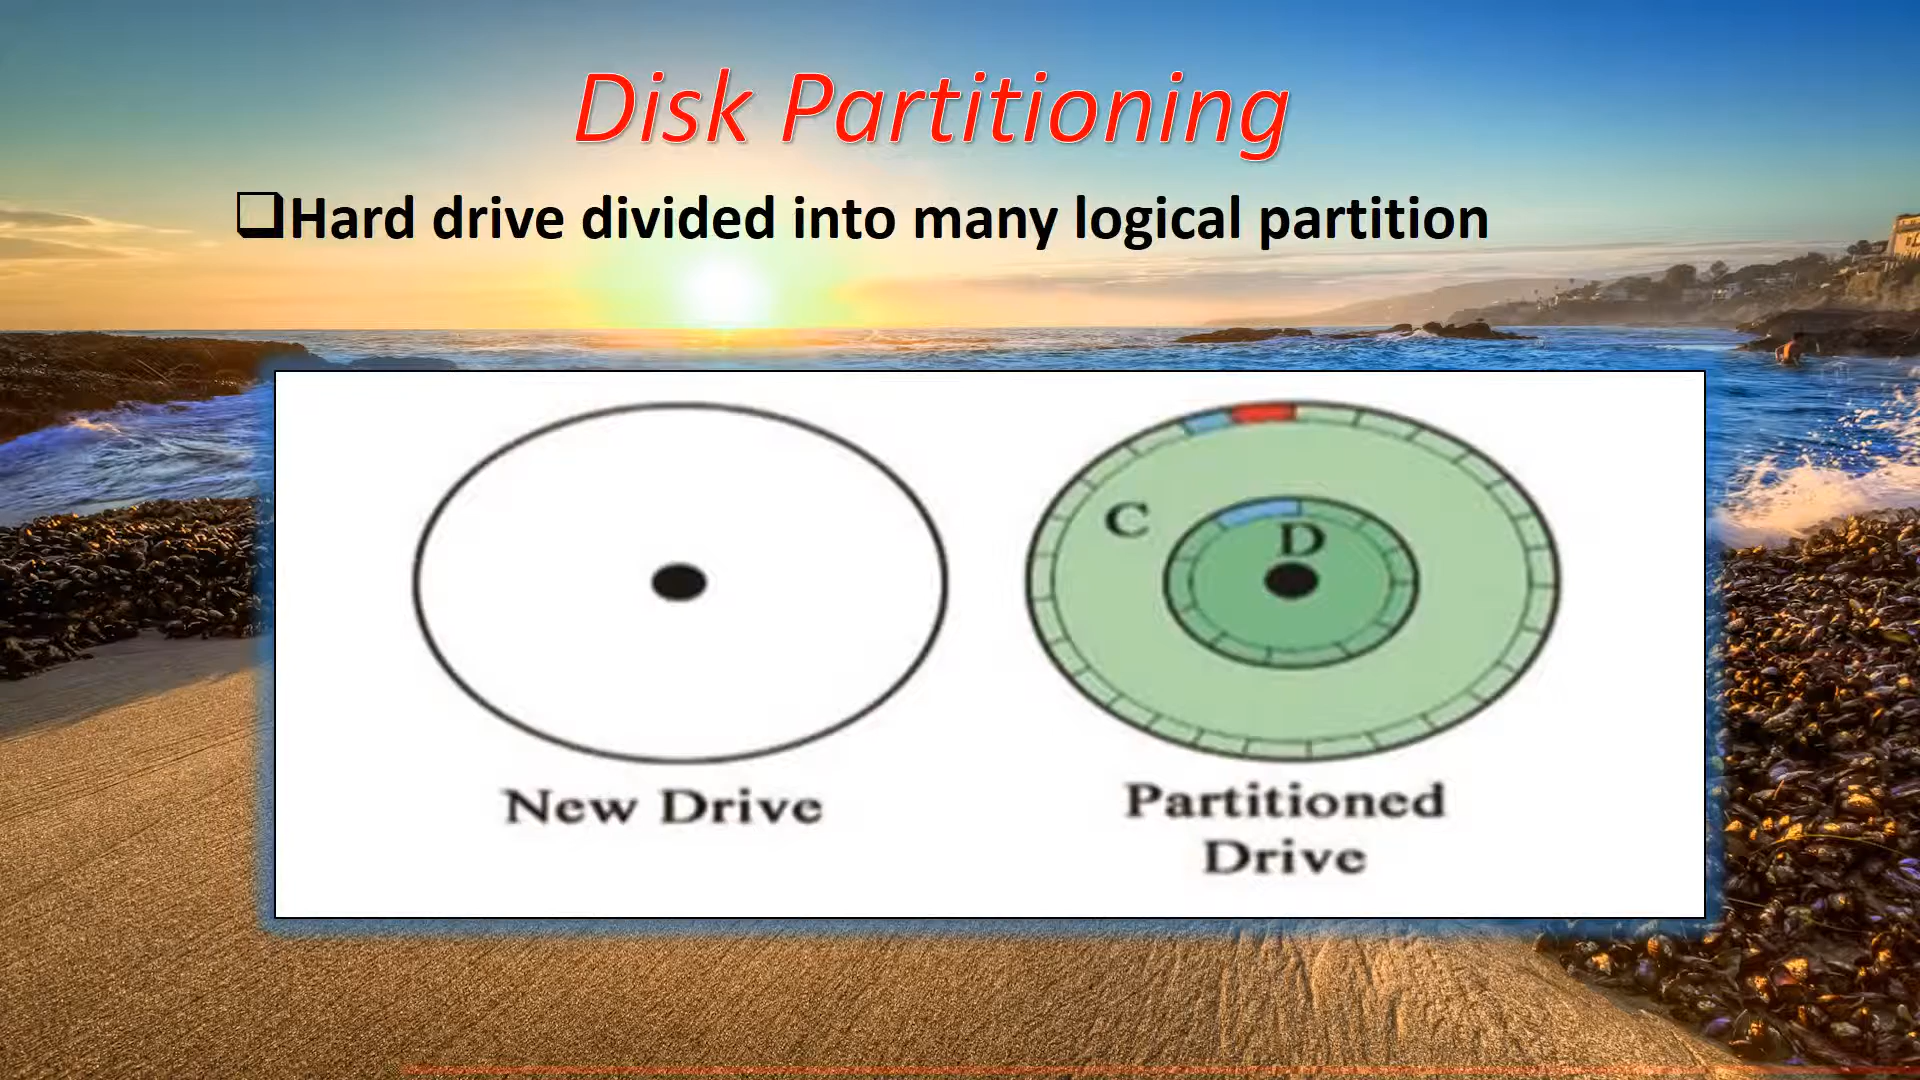 Disk Partitioning
❑Hard drive divided into many logical partition
C
D
New Drive
Partitioned
Drive